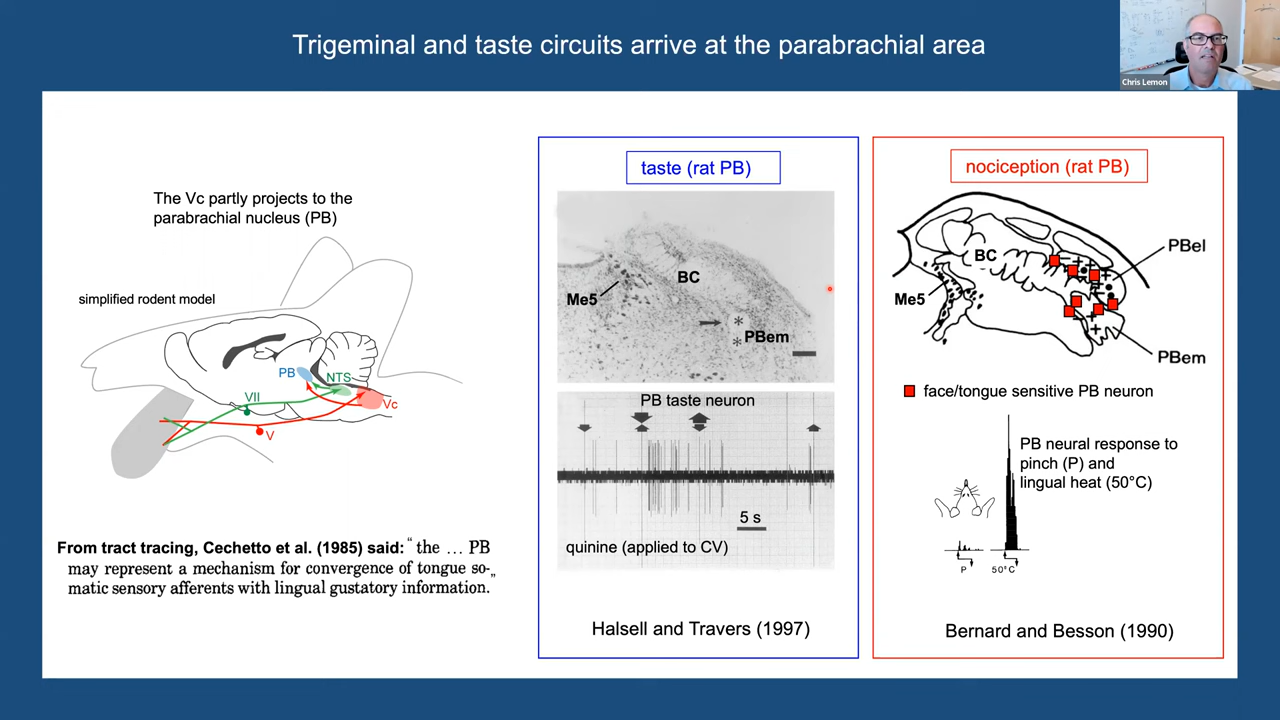 Trigeminal and taste circuits arrive at the parabrachial area
Chris Lemon
The Vc partly projects to the
parabrachial nucleus (PB)
simplified rodent model
PB
NTS
VII
Vc
V
From tract tracing, Cechetto et al. (1985) said: “ the ... PB
may represent a mechanism for convergence of tongue so-
matic sensory afferents with lingual gustatory information. ”
taste (rat PB)
BC
Me5
PBem
PB taste neuron
5 s
quinine (applied to CV)
Halsell and Travers (1997)
nociception (rat PB)
PBel
BC
Me5
PBem
face/tongue sensitive PB neuron
PB neural response to
pinch (P) and
lingual heat (50°C)
P
50°C
Bernard and Besson (1990)